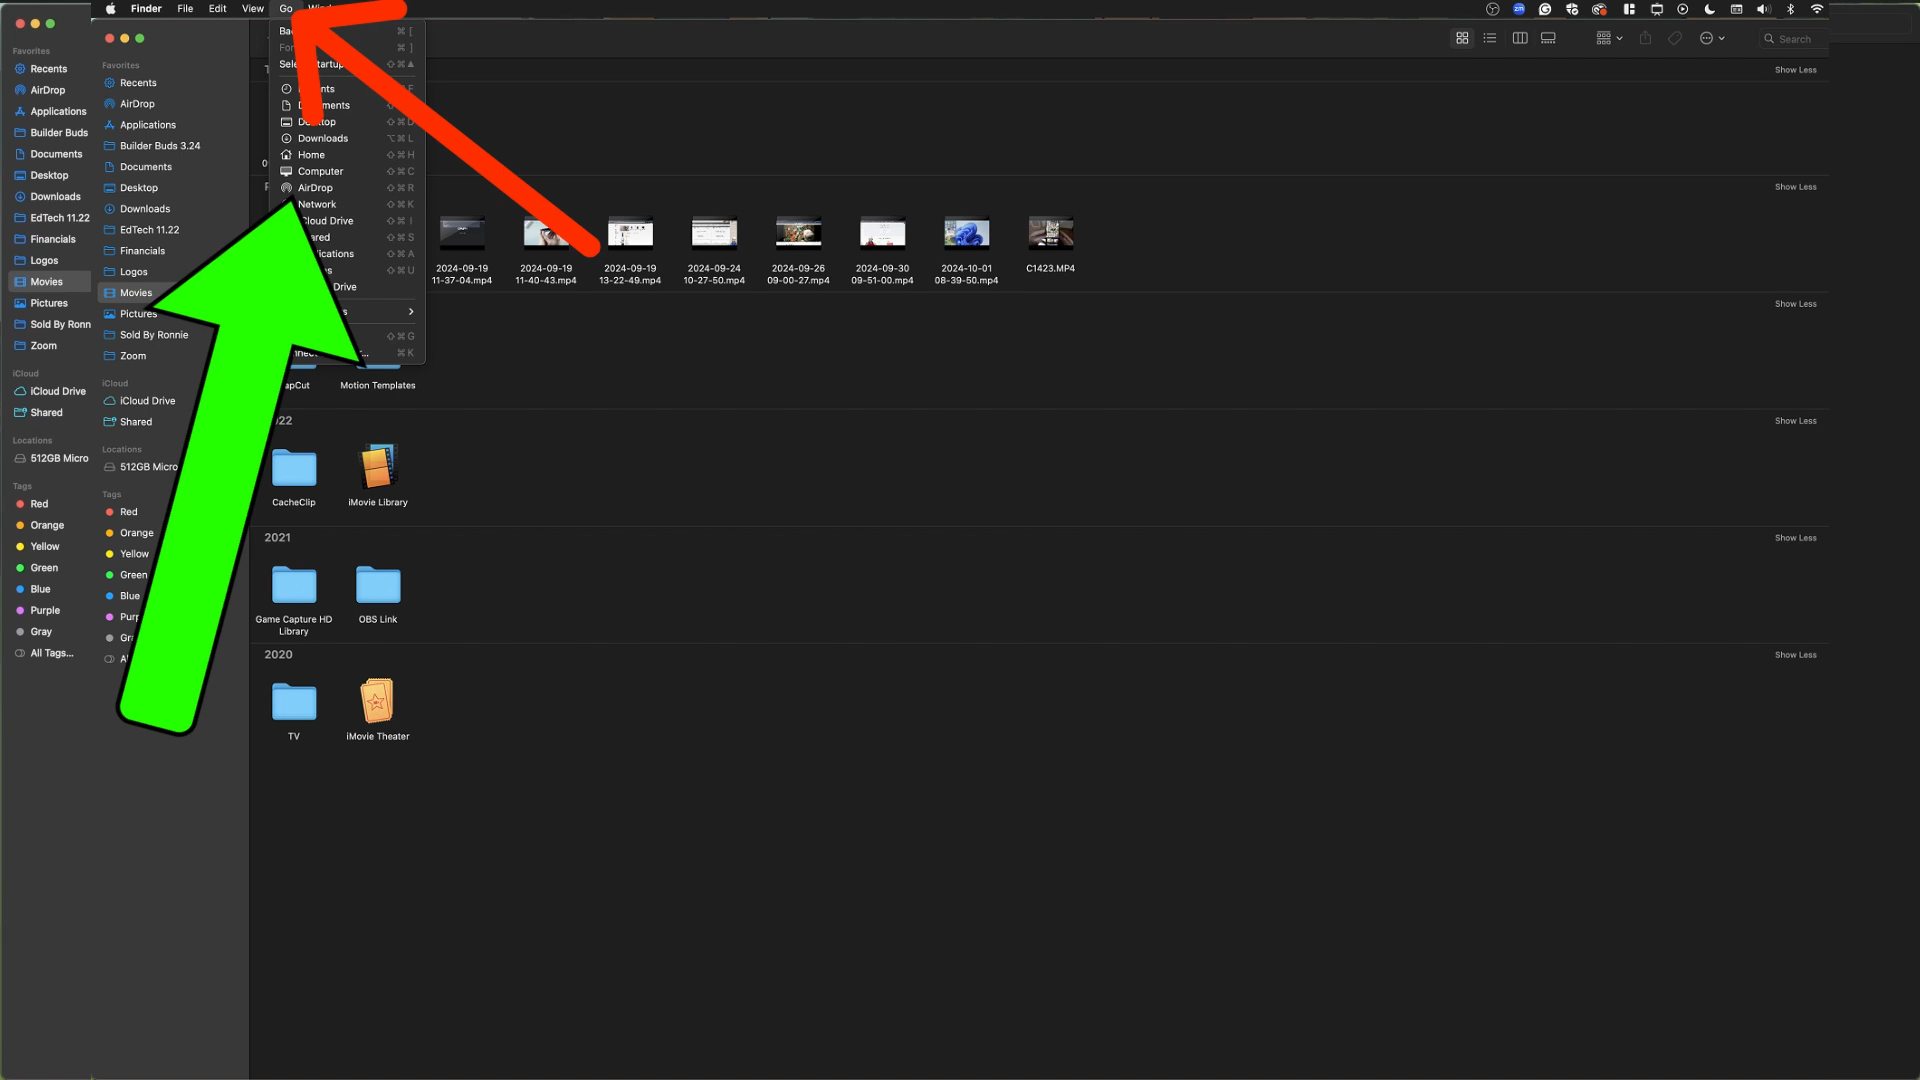 Finder File Edit View Go
Favorites
Recents
AirDrop
Applications
Builder Buds
Documents
Desktop
Downloads
EdTech 11.22
Financials
Logos
Movies
Pictures
Sold By Ronn
Zoom
iCloud
iCloud Drive
Shared
Locations
512GB Micro
Tags
Red
Orange
Yellow
Green
Blue
Purple
Gray
All Tags...
Favorites
Recents
AirDrop
Applications
Builder Buds 3.24
Documents
Desktop
Downloads
EdTech 11.22
Financials
Logos
Movies
Pictures
Sold By Ronnie
Zoom
iCloud
iCloud Drive
Shared
Locations
512GB Micro
Tags
Red
Orange
Yellow
Green
Blue
⌘ [
⌘ ]
⇧⌘▲
Downloads ⌥⌘L
Home ⇧⌘H
Computer ⇧⌘C
AirDrop ⇧⌘R
Network ⇧⌘K
Cloud Drive ⇧⌘I
⇧⌘S
⇧⌘A
⇧⌘U
Drive
⇧⌘G
⌘K
Search
Show Less
Show Less
2024-09-19
11-37-04.mp4
2024-09-19
11-40-43.mp4
2024-09-19
13-22-49.mp4
2024-09-24
10-27-50.mp4
2024-09-26
09-00-27.mp4
2024-09-30
09-51-00.mp4
2024-10-01
08-39-50.mp4
C1423.MP4
Show Less
Motion Templates
Show Less
CacheClip
iMovie Library
2021
Show Less
Game Capture HD
Library
OBS Link
2020
Show Less
TV
iMovie Theater